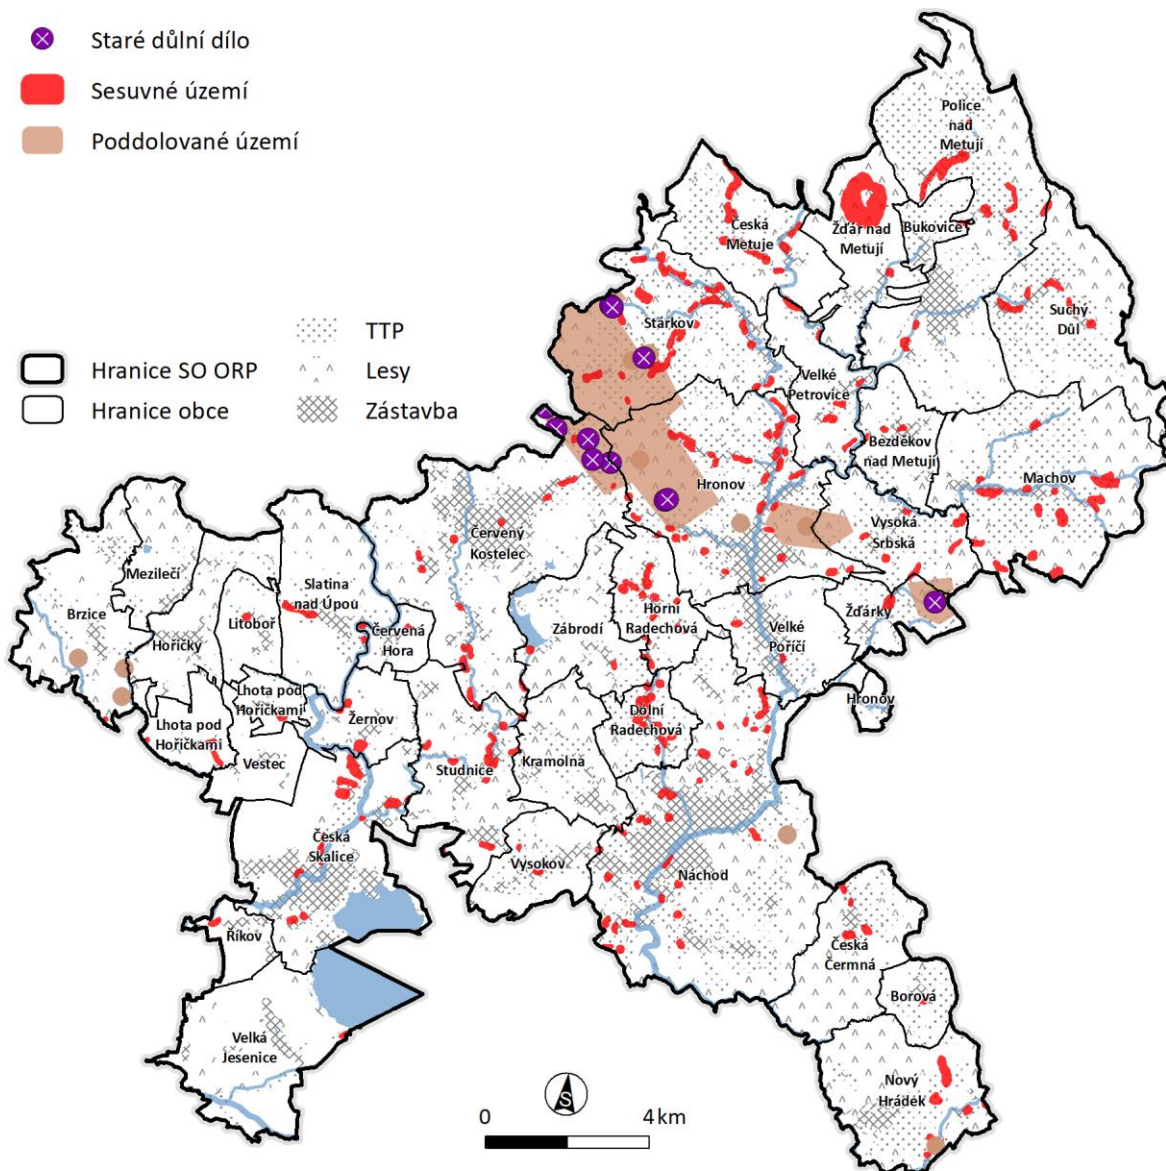 Staré důlní dílo
Sesuvné území
Poddolované území
Hranice SO ORP
Hranice obce
TTP
Lesy
Zástavba
Police
nad
Metují
Česká
Metuje
Žďár nad
Metují
Bukovice
Stárkov
Suchý
Důl
Velké
Petrovice
Bezděkov
nad Metují
Machov
Hronov
Vysoká
Srbská
Červený
Kostelec
Mezilečí
Slatina
nad Úpou
Brzice
Litoboř
Hořičky
Červená
Hora
Zábrodí
Horní
Radechová
Velké
Poříčí
Žďárky
Hronov
Lhota pod
Hořičkami
Lhota pod
Hořičkami
Žernov
Dolní
Radechová
Vestec
Studnice
Kramolna
Česká
Skalice
Vysokov
Náchod
Říkov
Česká
Čermná
Borová
Velká
Jesenice
Nový
Hrádek
S
0 4 km